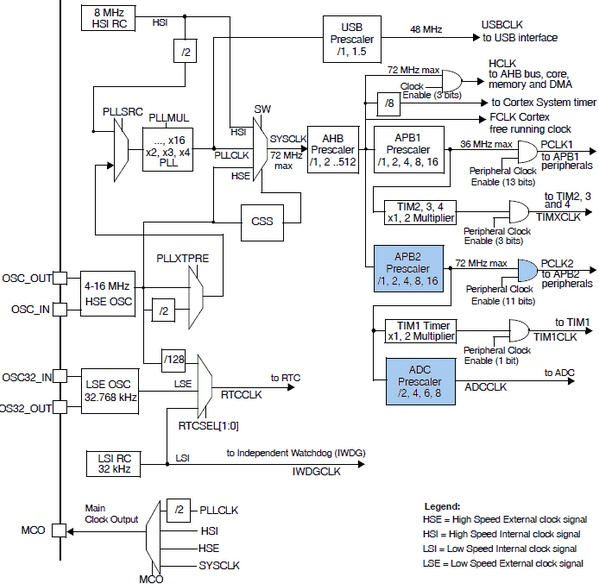 8 MHz
HSI RC
HSI
/2
USB
Prescaler
/1, 1.5
48 MHz
USBCLK
to USB interface
HCLK
to AHB bus, core,
memory and DMA
72 MHz max
Clock
Enable (3 bits)
/8
to Cortex System timer
FCLK Cortex
free running clock
PLLSRC
PLLMUL
..., x16
x2, x3, x4
PLL
SW
HSI
PLLCLK
HSE
SYSCLK
72 MHz
max
AHB
Prescaler
/1, 2 ..512
APB1
Prescaler
/1, 2, 4, 8, 16
36 MHz max
PCLK1
to APB1
peripherals
Peripheral Clock
Enable (13 bits)
CSS
TIM2, 3, 4
x1, 2 Multiplier
to TIM2, 3
and 4
TIMXCLK
Peripheral Clock
Enable (3 bits)
PLLXTPRE
OSC_OUT
OSC_IN
4-16 MHz
HSE OSC
/2
APB2
Prescaler
/1, 2, 4, 8, 16
72 MHz max
PCLK2
to APB2
peripherals
Peripheral Clock
Enable (11 bits)
TIM1 Timer
x1, 2 Multiplier
to TIM1
TIM1CLK
Peripheral Clock
Enable (1 bit)
/128
OSC32_IN
OS32_OUT
LSE OSC
32.768 kHz
LSE
to RTC
RTCCLK
RTCSEL[1:0]
ADC
Prescaler
/2, 4, 6, 8
to ADC
ADCCLK
LSI RC
32 kHz
LSI
to Independent Watchdog (IWDG)
IWDGCLK
MCO
Main
Clock Output
/2
PLLCLK
HSI
HSE
SYSCLK
MCO
Legend:
HSE = High Speed External clock signal
HSI = High Speed Internal clock signal
LSI = Low Speed Internal clock signal
LSE = Low Speed External clock signal